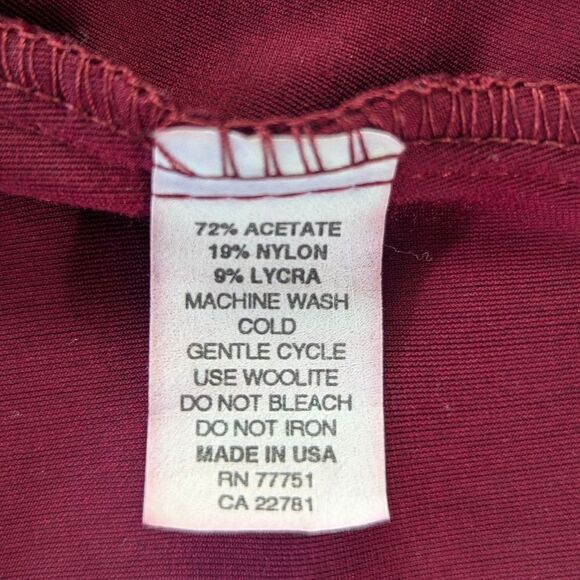 72% ACETATE
19% NYLON
9% LYCRA
MACHINE WASH
COLD
GENTLE CYCLE
USE WOOLITE
DO NOT BLEACH
DO NOT IRON
MADE IN USA
RN 77751
CA 22781